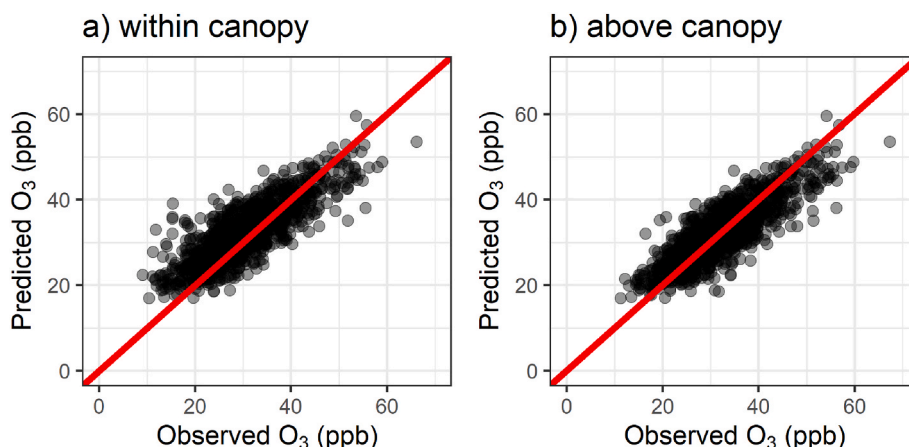 a) within canopy
Predicted O₃ (ppb)
60
40
20
0
0 20 40 60
Observed O₃ (ppb)
b) above canopy
Predicted O₃ (ppb)
60
40
20
0
0 20 40 60
Observed O₃ (ppb)